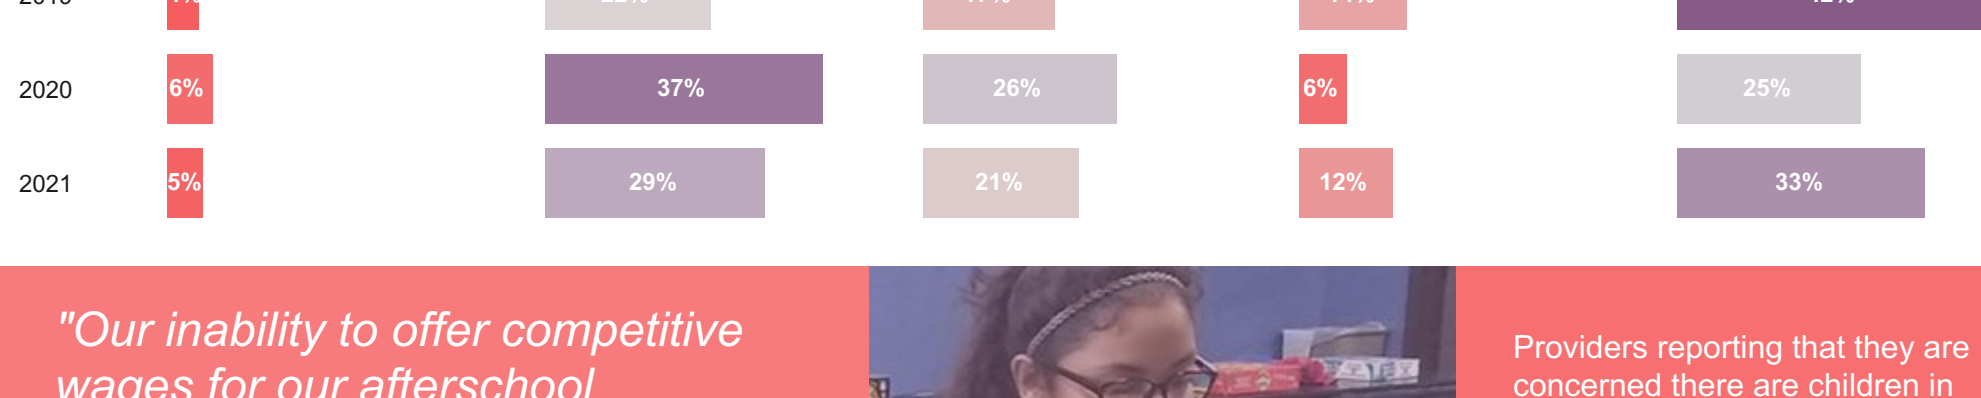 2020 6% 37% 26% 6% 25%
2021 5% 29% 21% 12% 33%
"Our inability to offer competitive
wages for our afterschool
Providers reporting that they are
concerned there are children in